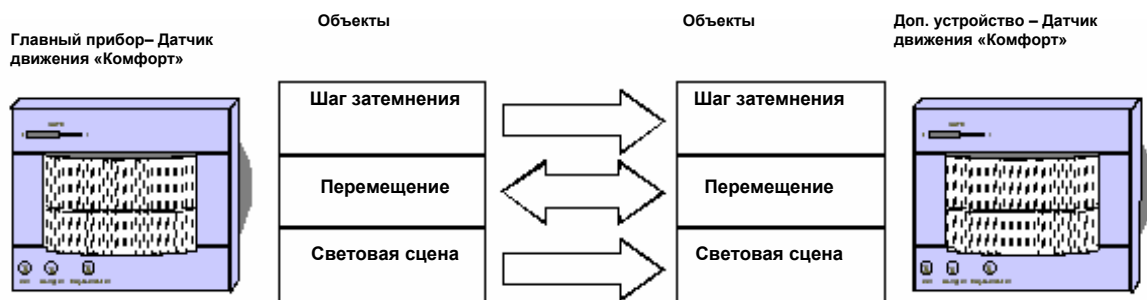 Объекты
Объекты
Главный прибор– Датчик
движения «Комфорт»
Доп. устройство – Датчик
движения «Комфорт»
Шаг затемнения
Шаг затемнения
Перемещение
Перемещение
Световая сцена
Световая сцена